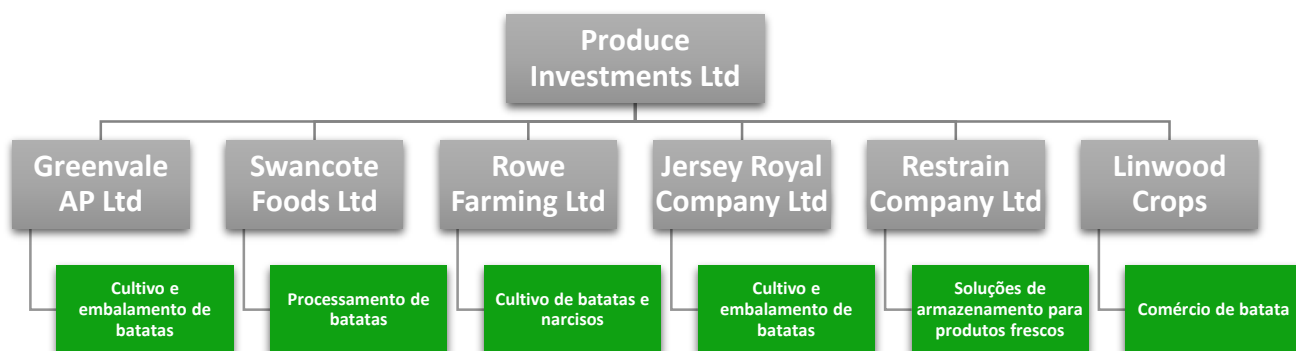 Produce
Investments Ltd
Greenvale
AP Ltd
Swancote
Foods Ltd
Rowe
Farming Ltd
Jersey Royal
Company Ltd
Restrain
Company Ltd
Linwood
Crops
Cultivo e
embalamento de
batatas
Processamento de
batatas
Cultivo de batatas e
narcisos
Cultivo e
embalamento de
batatas
Soluções de
armazenamento para
produtos frescos
Comércio de batata